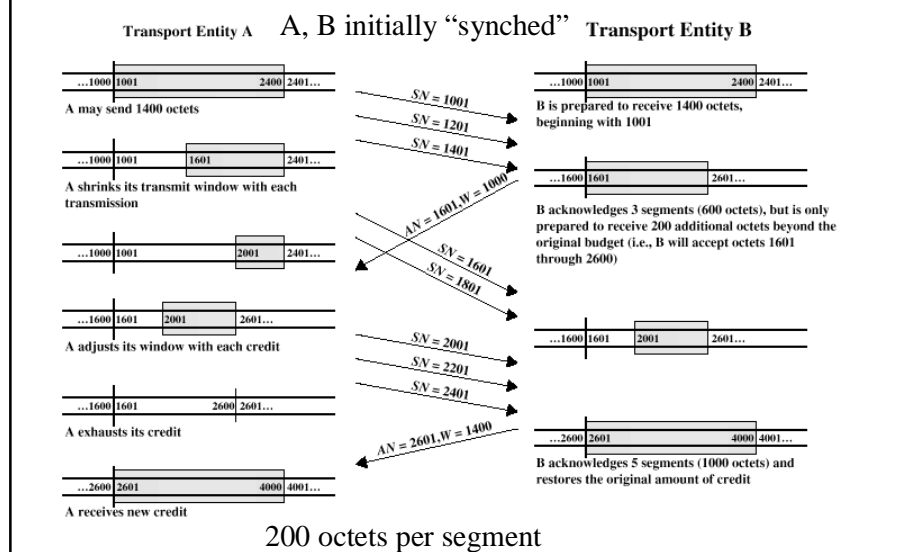 Transport Entity A
A, B initially “synched”
Transport Entity B
...1000 1001 2400 2401...
A may send 1400 octets
...1000 1001 1601 2401...
A shrinks its transmit window with each
transmission
...1000 1001 2001 2401...
...1600 1601 2001 2601...
A adjusts its window with each credit
...1600 1601 2600 2601...
A exhausts its credit
...2600 2601 4000 4001...
A receives new credit
SN = 1001
SN = 1201
SN = 1401
AN = 1601,W = 1000
SN = 1601
SN = 1801
SN = 2001
SN = 2201
SN = 2401
AN = 2601,W = 1400
...1000 1001 2400 2401...
B is prepared to receive 1400 octets,
beginning with 1001
...1600 1601 2601...
B acknowledges 3 segments (600 octets), but is only
prepared to receive 200 additional octets beyond the
original budget (i.e., B will accept octets 1601
through 2600)
...1600 1601 2001 2601...
...2600 2601 4000 4001...
B acknowledges 5 segments (1000 octets) and
restores the original amount of credit
200 octets per segment